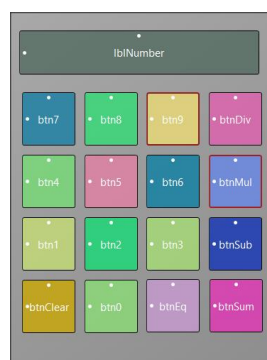 lblNumber
btn7 btn8 btn9 btnDiv
btn4 btn5 btn6 btnMul
btn1 btn2 btn3 btnSub
btnClear btn0 btnEq btnSum